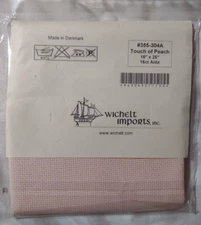 Made in Denmark
#355-304A
Touch of Peach
18" x 25"
16ct Aida
wichelt
imports inc.
www.wichelt.com